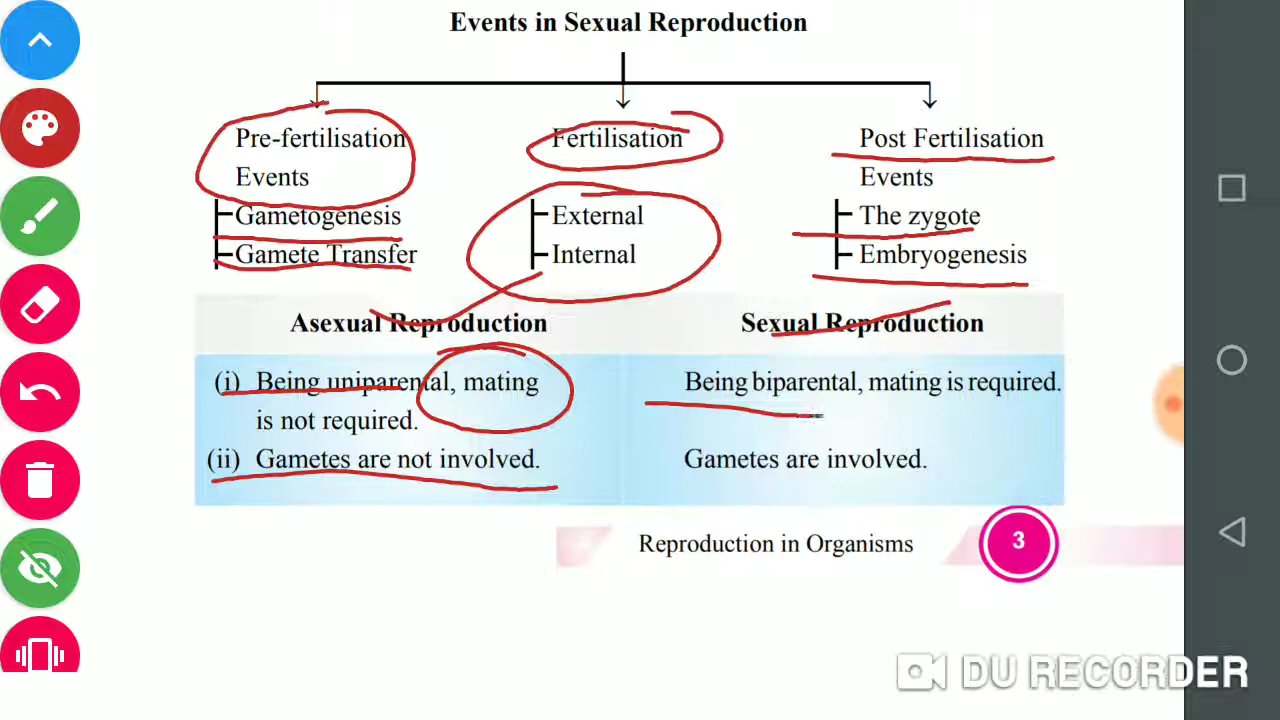 Events in Sexual Reproduction
Pre-fertilisation
Events
Gametogenesis
Gamete Transfer
Fertilisation
External
Internal
Post Fertilisation
Events
The zygote
Embryogenesis
Asexual Reproduction
Sexual Reproduction
(i) Being uniparental, mating
is not required.
Being biparental, mating is required.
(ii) Gametes are not involved.
Gametes are involved.
Reproduction in Organisms
3
DU RECORDER